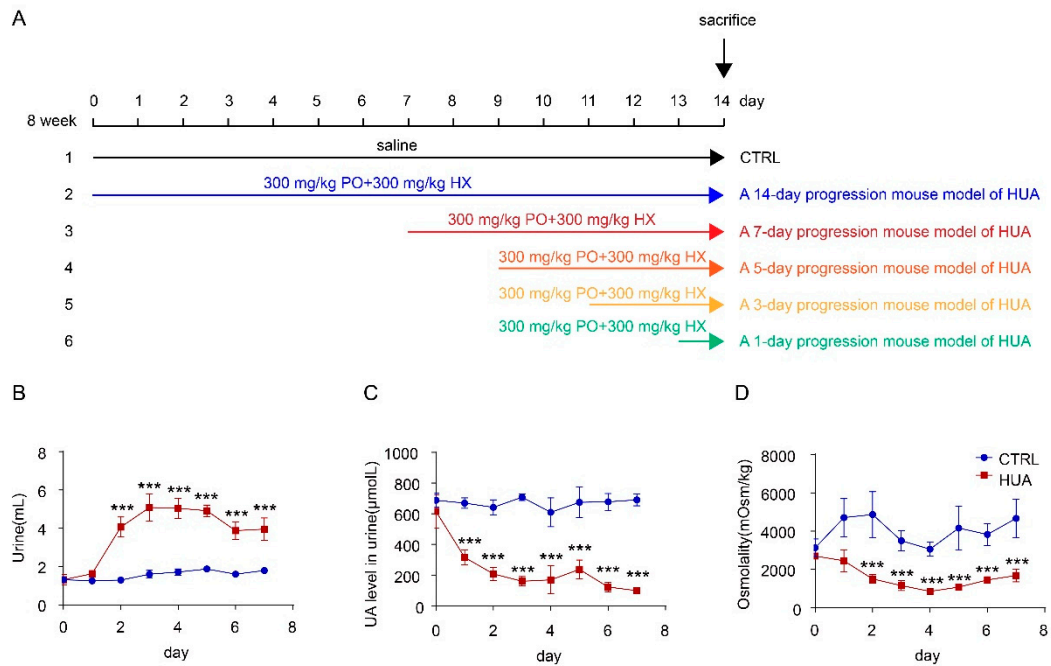 A
sacrifice
0 1 2 3 4 5 6 7 8 9 10 11 12 13 14 day
8 week
1 saline CTRL
2 300 mg/kg PO+300 mg/kg HX A 14-day progression mouse model of HUA
3 300 mg/kg PO+300 mg/kg HX A 7-day progression mouse model of HUA
4 300 mg/kg PO+300 mg/kg HX A 5-day progression mouse model of HUA
5 300 mg/kg PO+300 mg/kg HX A 3-day progression mouse model of HUA
6 300 mg/kg PO+300 mg/kg HX A 1-day progression mouse model of HUA
B
Urine(mL)
8
6
4
2
0
*** *** *** *** *** ***
0 2 4 6 8
day
C
UA level in urine(μmolL)
1000
800
600
400
200
0
*** *** *** *** *** *** ***
0 2 4 6 8
day
D
Osmolality(mOsm/kg)
8000
6000
4000
2000
0
CTRL
HUA
*** *** *** *** *** ***
0 2 4 6 8
day